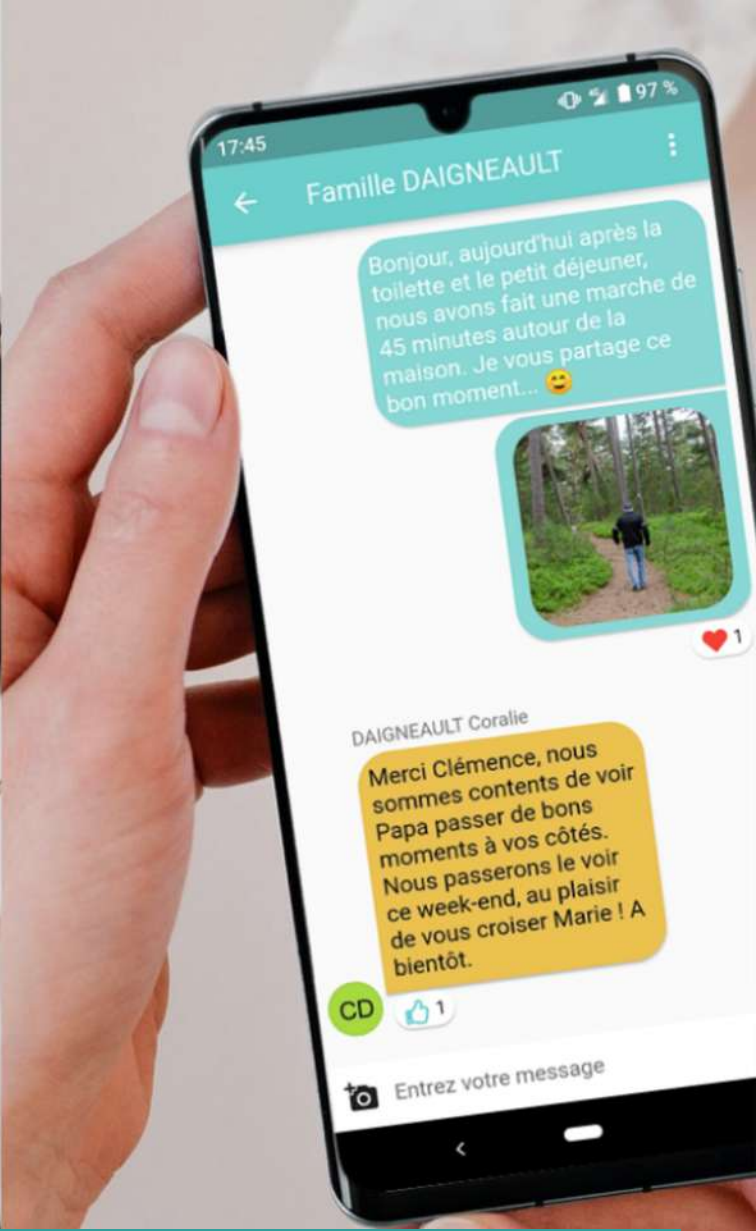 17:45
97 %
Famille DAIGNEAULT
Bonjour, aujourd'hui après la
toilette et le petit déjeuner,
nous avons fait une marche de
45 minutes autour de la
maison. Je vous partage ce
bon moment... 😊
1
DAIGNEAULT Coralie
Merci Clémence, nous
sommes contents de voir
Papa passer de bons
moments à vos côtés.
Nous passerons le voir
ce week-end, au plaisir
de vous croiser Marie ! A
bientôt.
CD
1
Entrez votre message